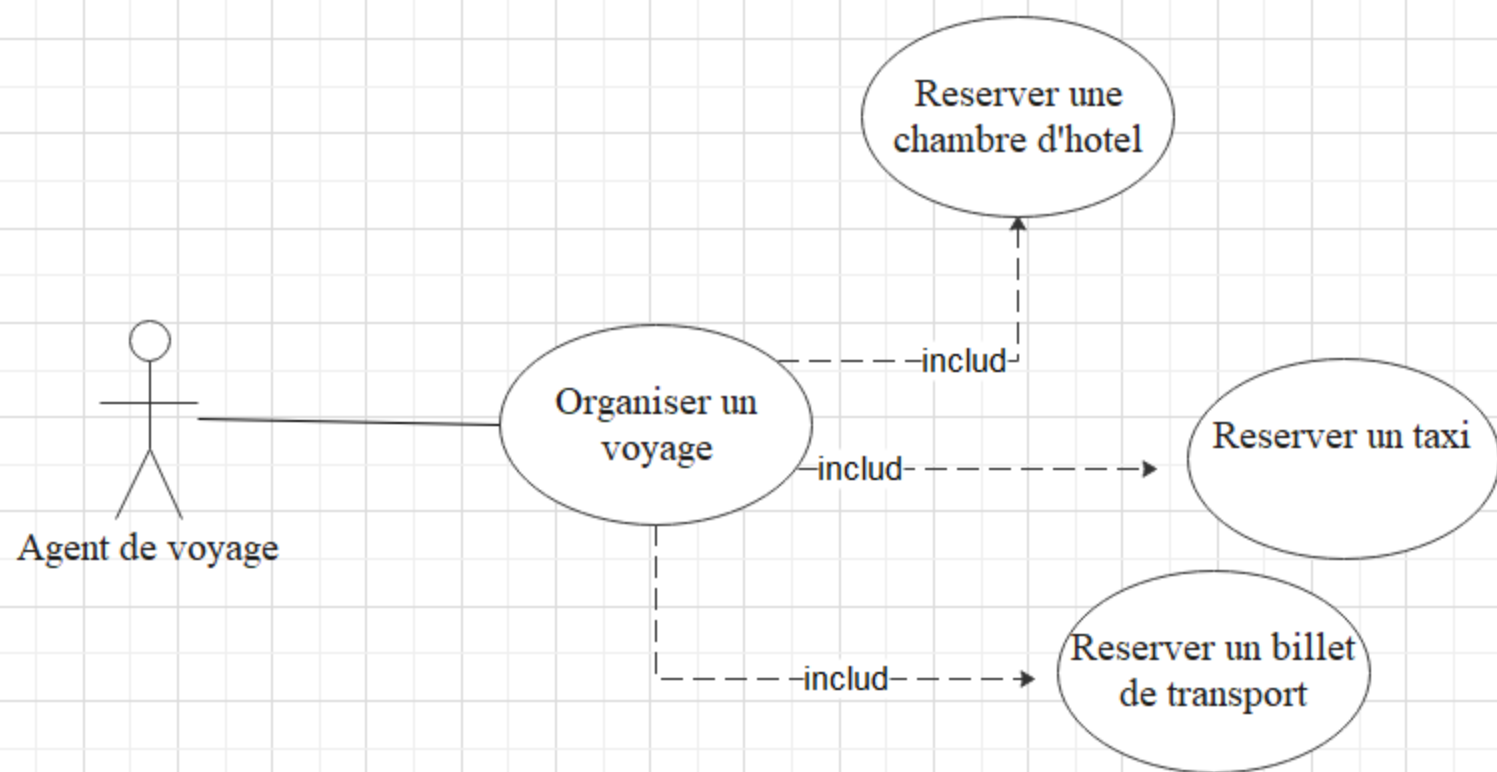 Reserver une
chambre d'hotel
includ
Organiser un
voyage
Reserver un taxi
includ
Agent de voyage
Reserver un billet
de transport
includ